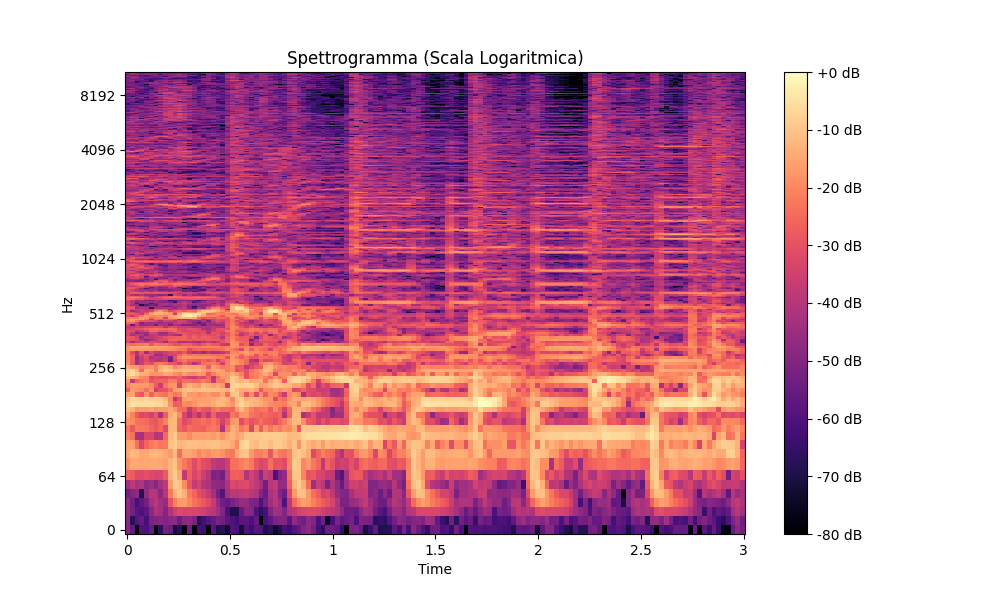 Spettrogramma (Scala Logaritmica)
Hz
8192
4096
2048
1024
512
256
128
64
0
0
0.5
1
1.5
2
2.5
3
Time
+0 dB
-10 dB
-20 dB
-30 dB
-40 dB
-50 dB
-60 dB
-70 dB
-80 dB